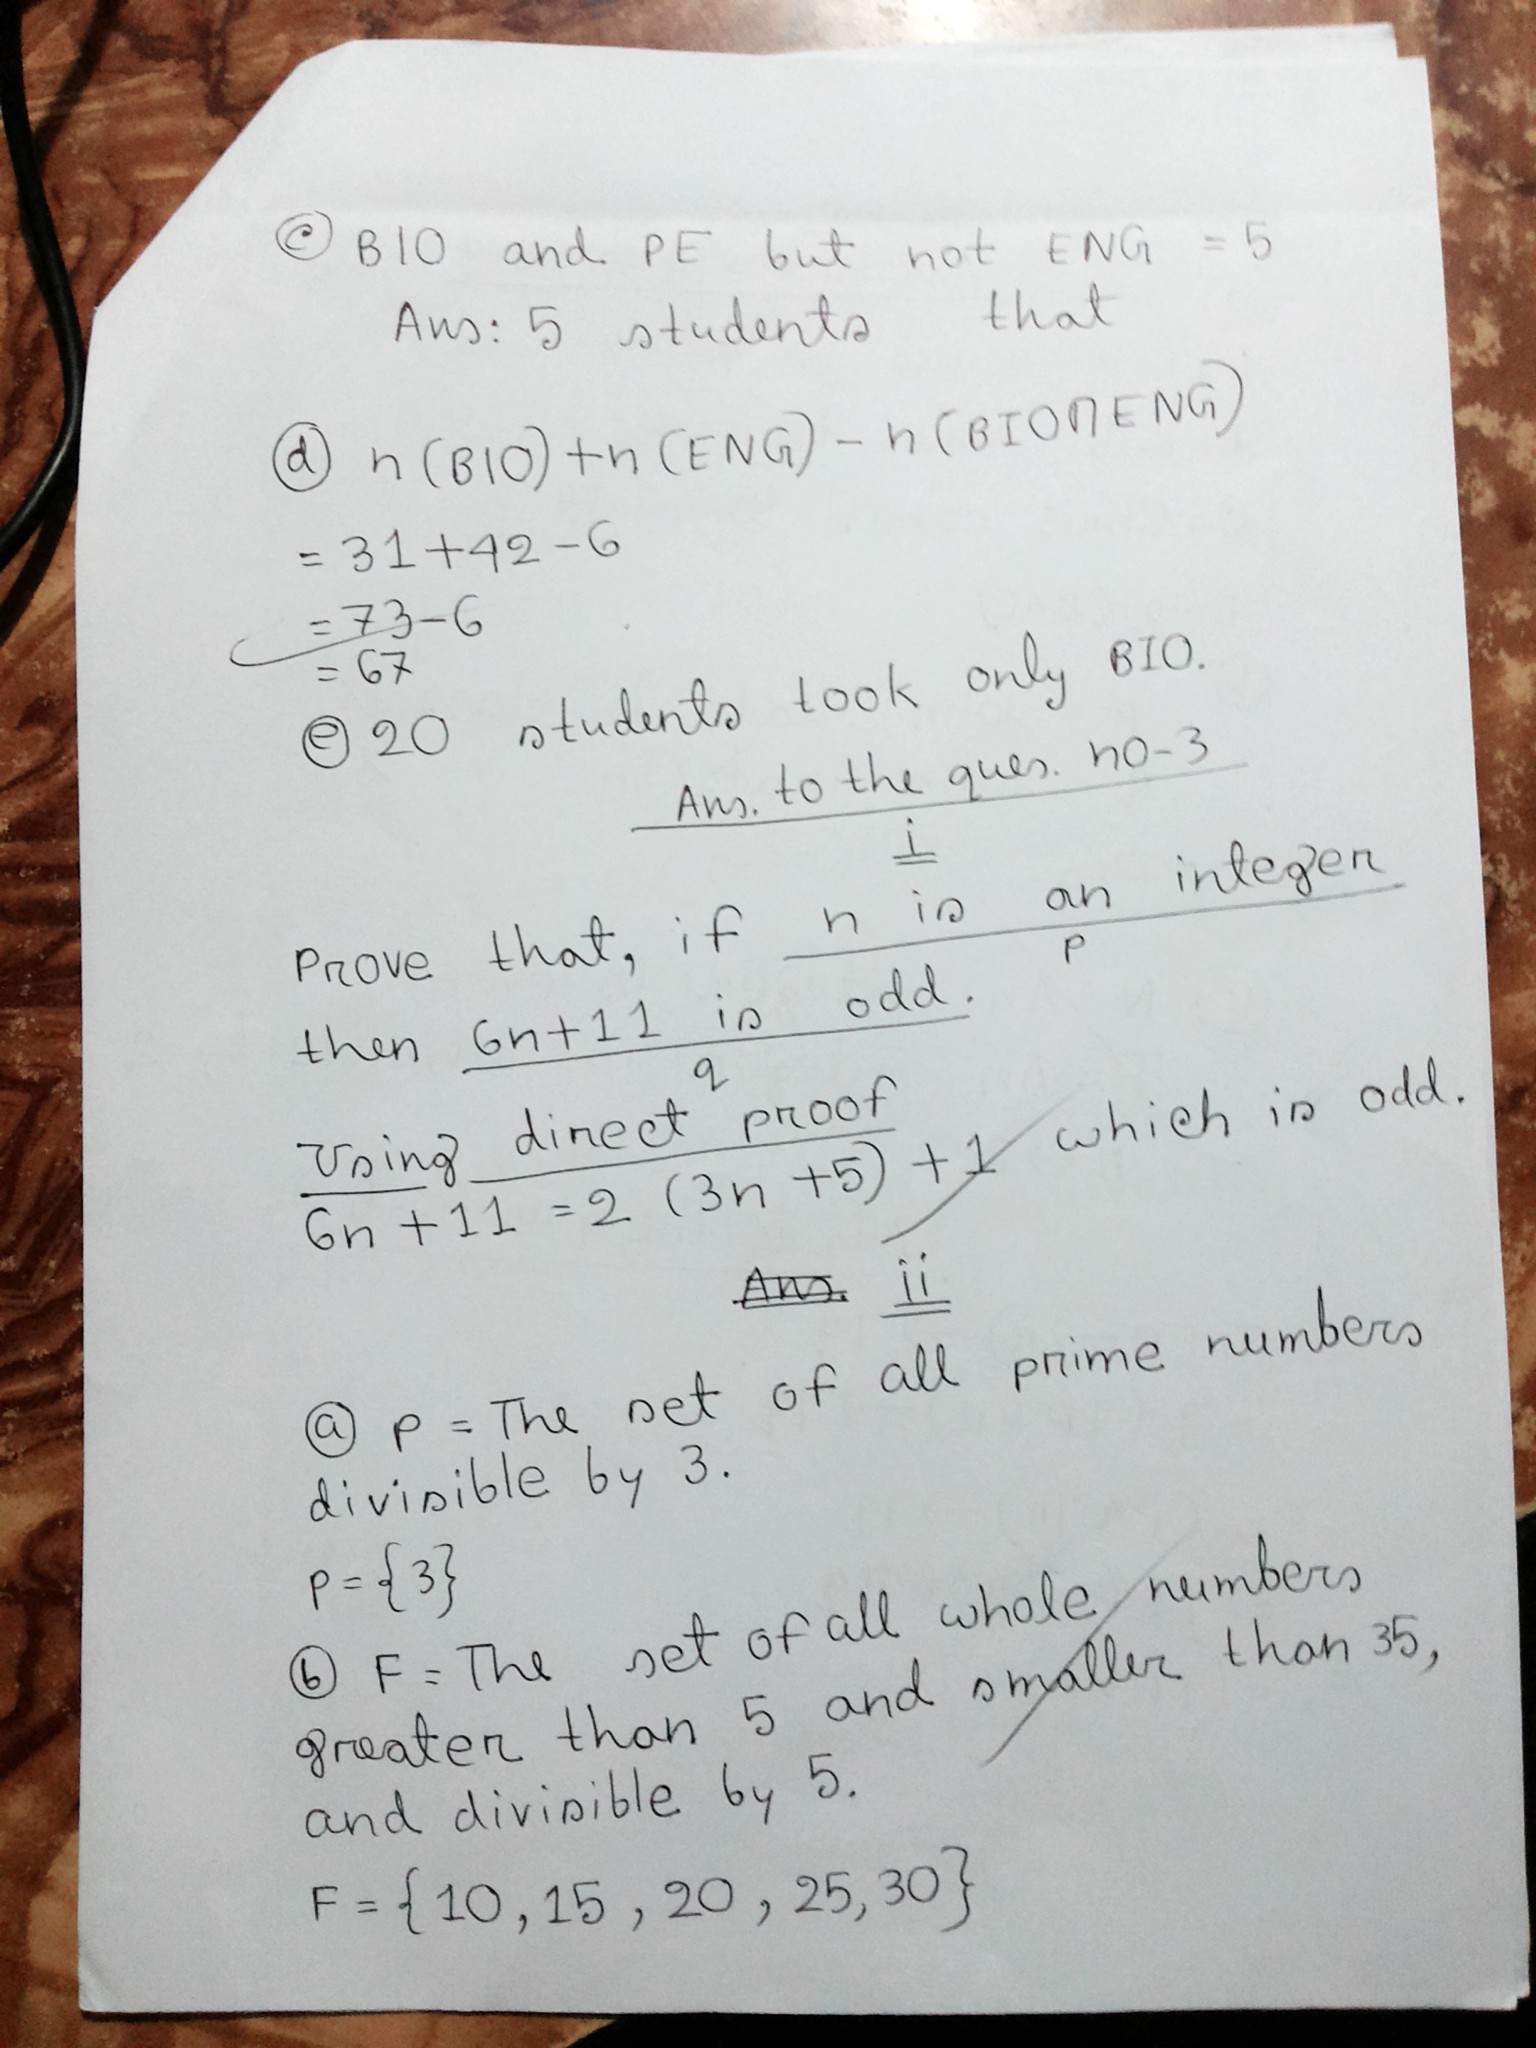 ⓒ BIO and PE but not ENG = 5
Ans: 5 students that
ⓓ n(BIO)+n(ENG)-n(BIO∩ENG)
= 31+42-6
= 73-6
= 67
ⓔ 20 students took only BIO.
Ans. to the ques. no-3
i
Prove that, if n is an integer
p
then 6n+11 is odd.
q
Using direct proof
6n+11 = 2 (3n+5)+1 which is odd.
Ans. ii
ⓐ P = The set of all prime numbers
divisible by 3.
P = {3}
ⓑ F = The set of all whole numbers
greater than 5 and smaller than 35,
and divisible by 5.
F = {10, 15, 20, 25, 30}